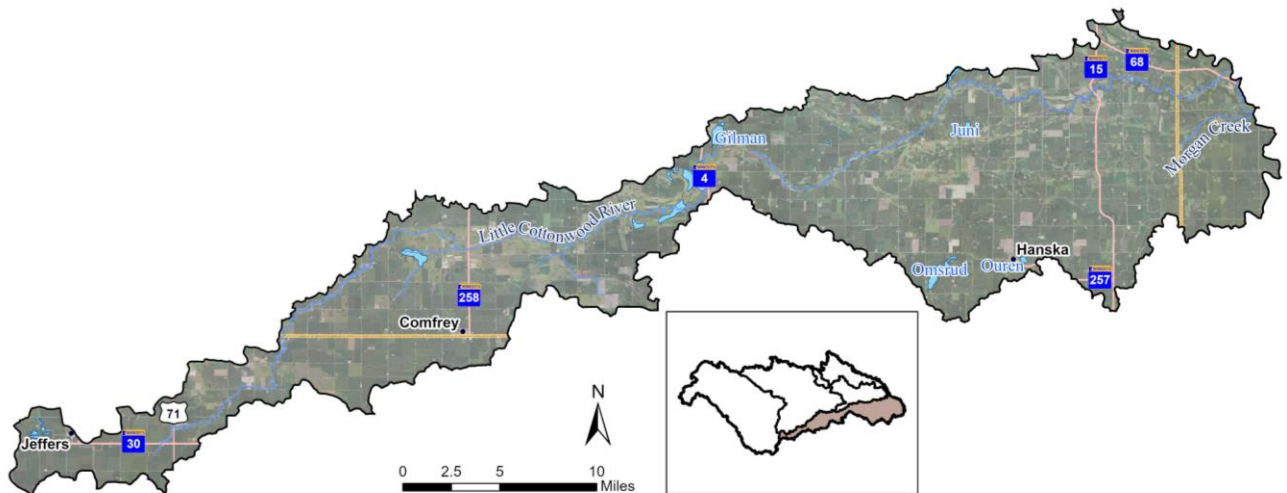 68
15
Juni
Gilman
Morgan Creek
4
Little Cottonwood River
Hanska
Omsrud
Ouren
257
258
Comfrey
71
Jeffers
30
N
0 2.5 5 10
Miles